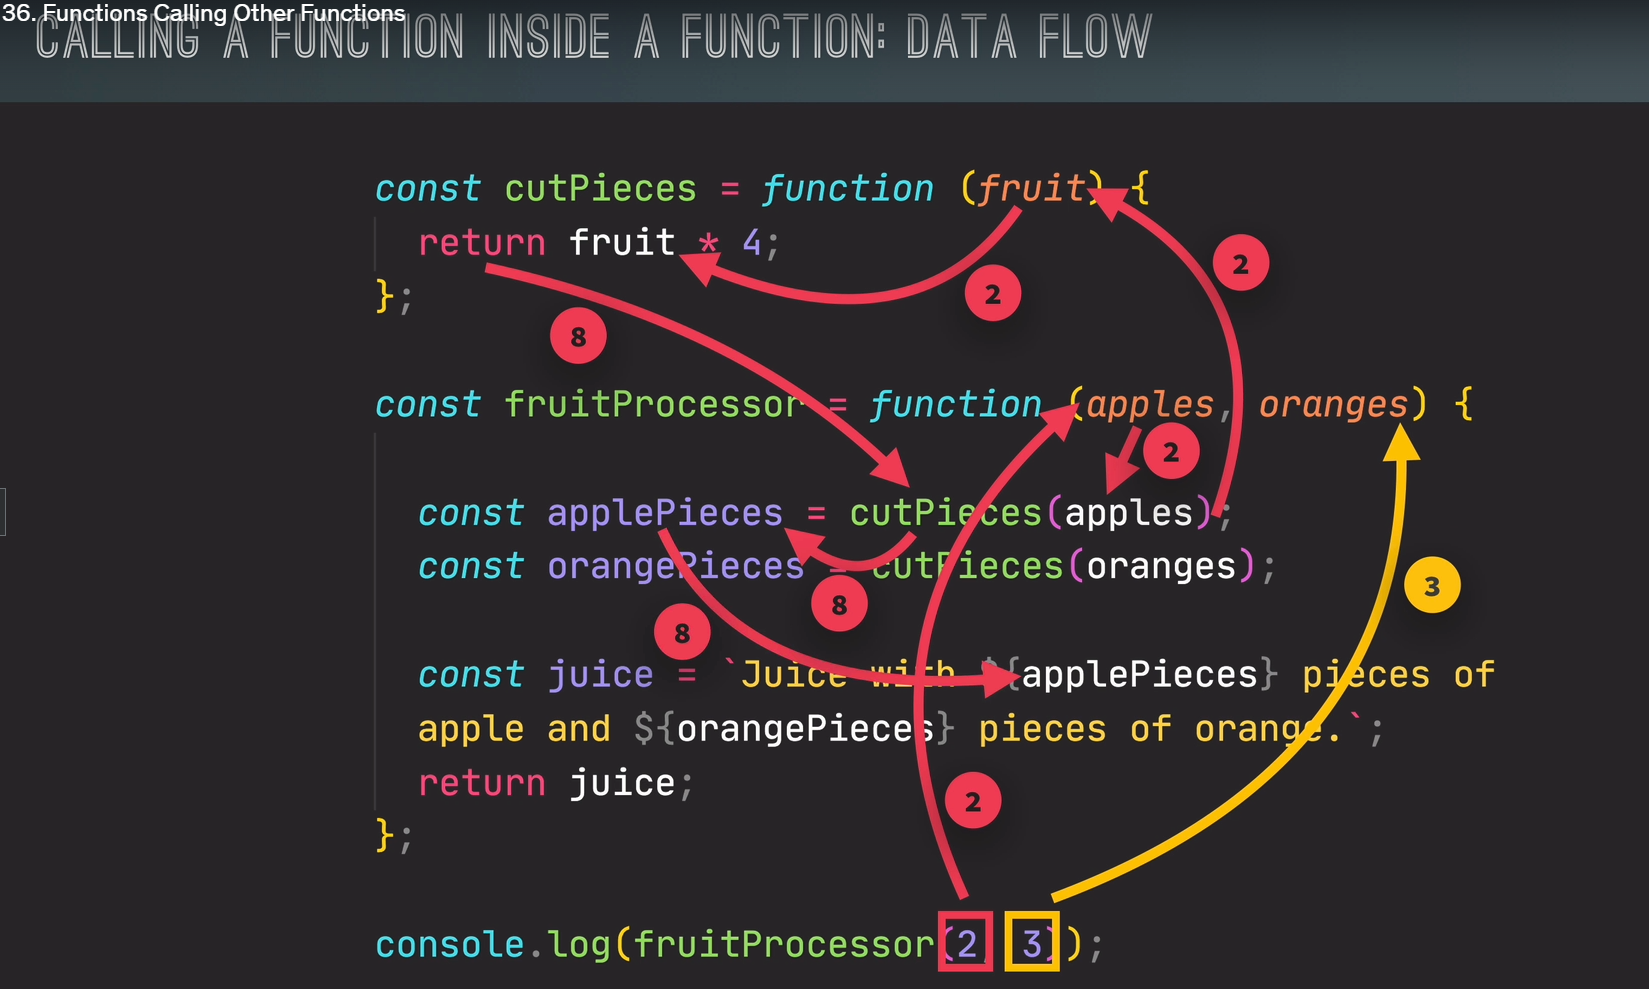 36. Functions Calling Other Functions
CALLING A FUNCTION INSIDE A FUNCTION: DATA FLOW
const cutPieces = function (fruit) {
return fruit * 4;
};
2
2
8
const fruitProcessor = function (apples, oranges) {
2
const applePieces = cutPieces(apples);
const orangePieces = cutPieces(oranges);
3
8
8
const juice = `Juice with ${applePieces} pieces of
apple and ${orangePieces} pieces of orange.`;
return juice;
2
};
console.log(fruitProcessor(2, 3));